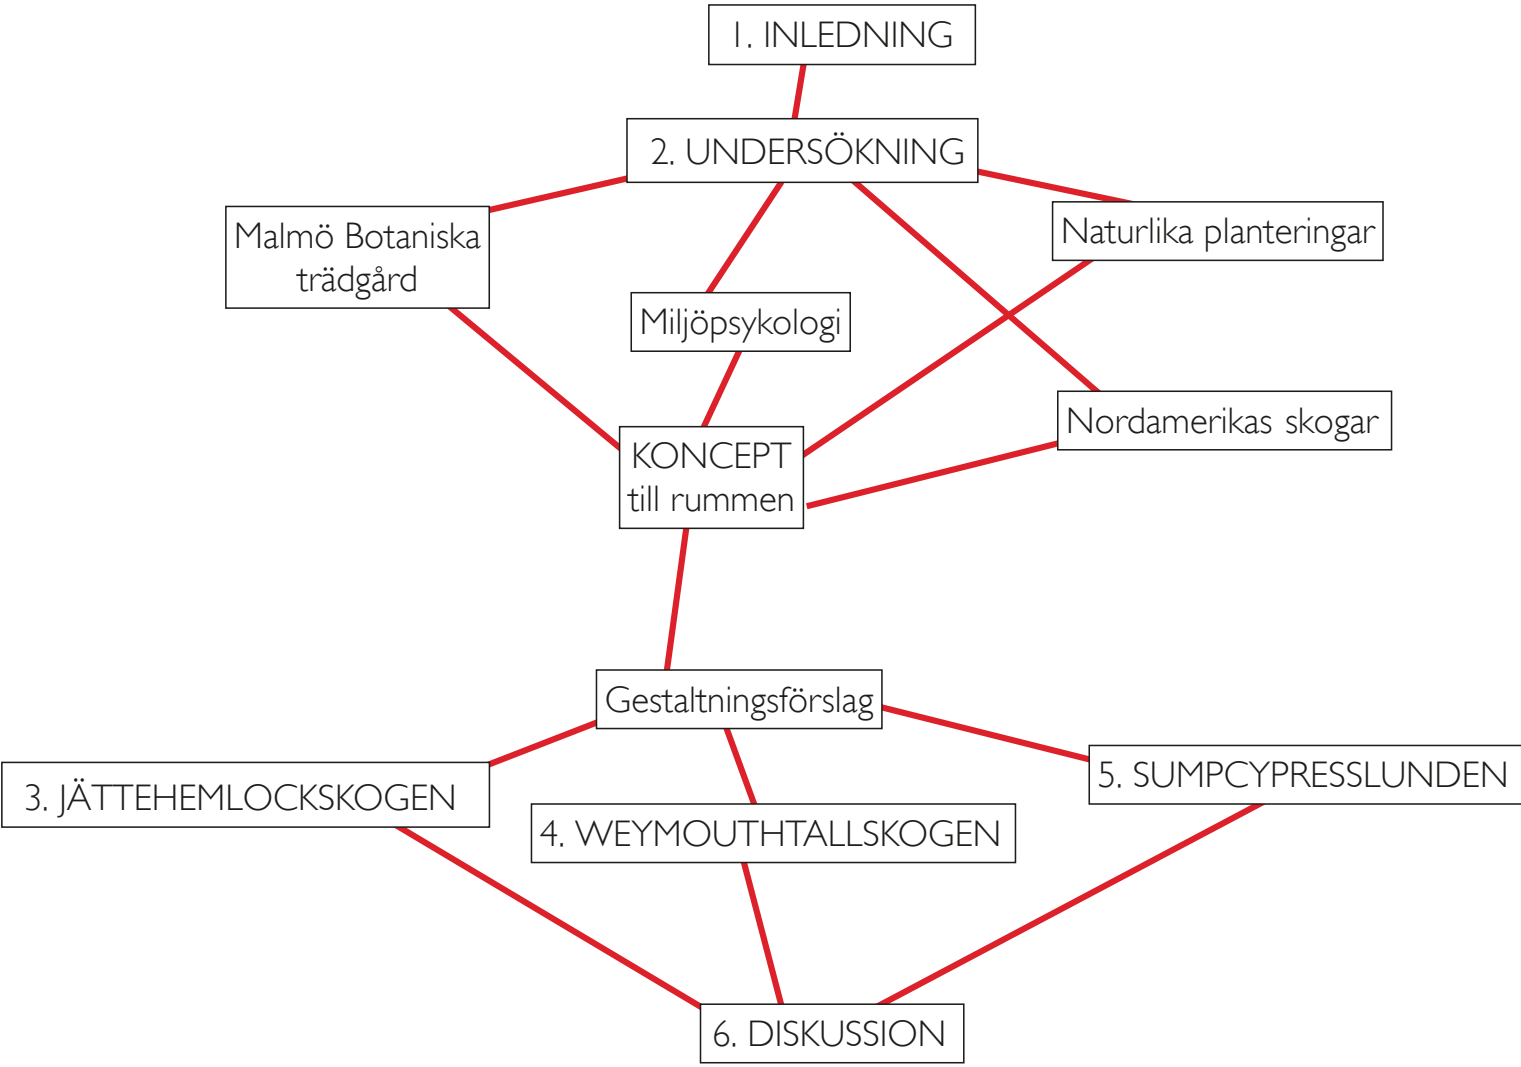 1. INLEDNING
2. UNDERSÖKNING
Malmö Botaniska
trädgård
Naturlika planteringar
Miljöpsykologi
Nordamerikas skogar
KONCEPT
till rummen
Gestaltningsförslag
3. JÄTTEHEMLOCKSKOGEN
4. WEYMOUTHTALLSKOGEN
5. SUMPCYPRESSLUNDEN
6. DISKUSSION